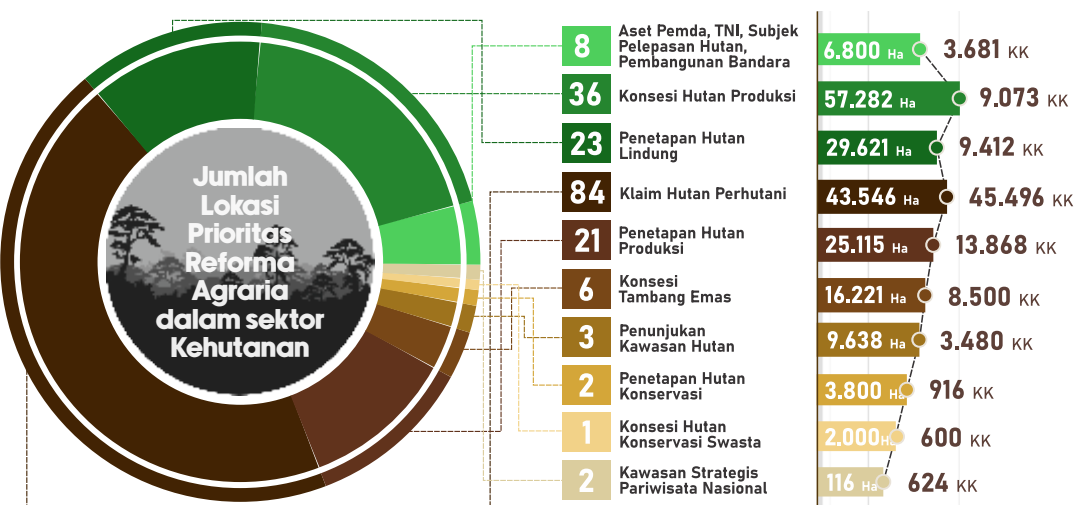 Jumlah
Lokasi
Prioritas
Reforma
Agraria
dalam sektor
Kehutanan
8
Aset Pemda, TNI, Subjek
Pelepasan Hutan,
Pembangunan Bandara
6.800 Ha
3.681 KK
36
Konsesi Hutan Produksi
57.282 Ha
9.073 KK
23
Penetapan Hutan
Lindung
29.621 Ha
9.412 KK
84
Klaim Hutan Perhutani
43.546 Ha
45.496 KK
21
Penetapan Hutan
Produksi
25.115 Ha
13.868 KK
6
Konsesi
Tambang Emas
16.221 Ha
8.500 KK
3
Penunjukan
Kawasan Hutan
9.638 Ha
3.480 KK
2
Penetapan Hutan
Konservasi
3.800 Ha
916 KK
1
Konsesi Hutan
Konservasi Swasta
2.000 Ha
600 KK
2
Kawasan Strategis
Pariwisata Nasional
116 Ha
624 KK